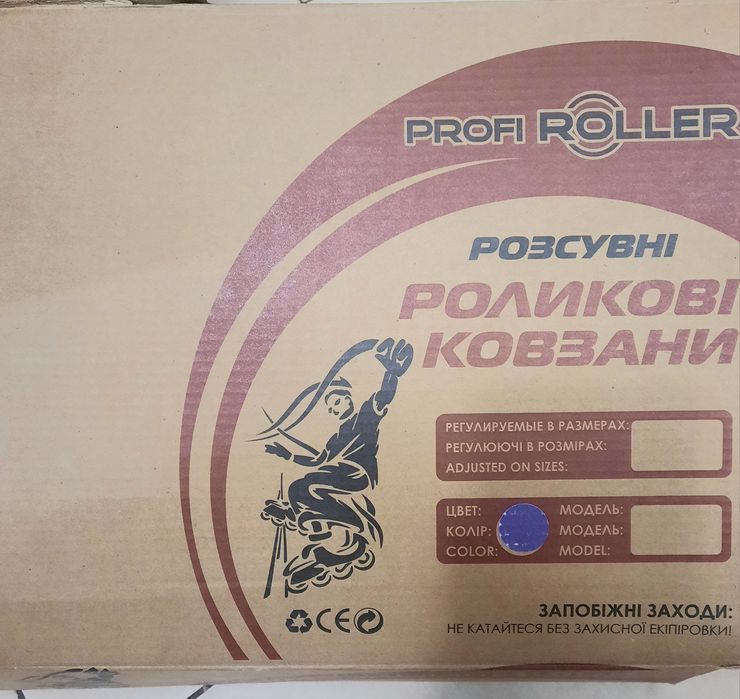 PROFI ROLLER
РОЗСУВНІ
РОЛИКОВІ
КОВЗАНИ
РЕГУЛИРУЕМЫЕ В РАЗМЕРАХ:
РЕГУЛЮЮЧІ В РОЗМІРАХ:
ADJUSTED ON SIZES:
ЦВЕТ: МОДЕЛЬ:
КОЛІР: МОДЕЛЬ:
COLOR: MODEL:
CE
ЗАПОБІЖНІ ЗАХОДИ:
НЕ КАТАЙТЕСЯ БЕЗ ЗАХИСНОЇ ЕКІПІРОВКИ!